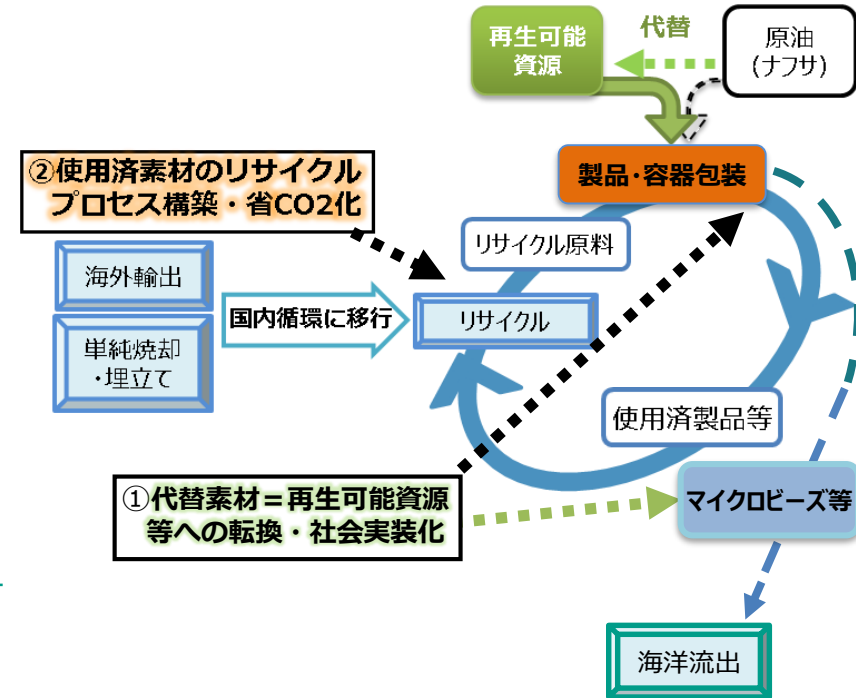 再生可能
資源
代替
原油
(ナフサ)
製品・容器包装
②使用済素材のリサイクル
プロセス構築・省CO2化
リサイクル原料
海外輸出
国内循環に移行
リサイクル
単純焼却
・埋立て
使用済製品等
①代替素材＝再生可能資源
等への転換・社会実装化
マイクロビーズ等
海洋流出